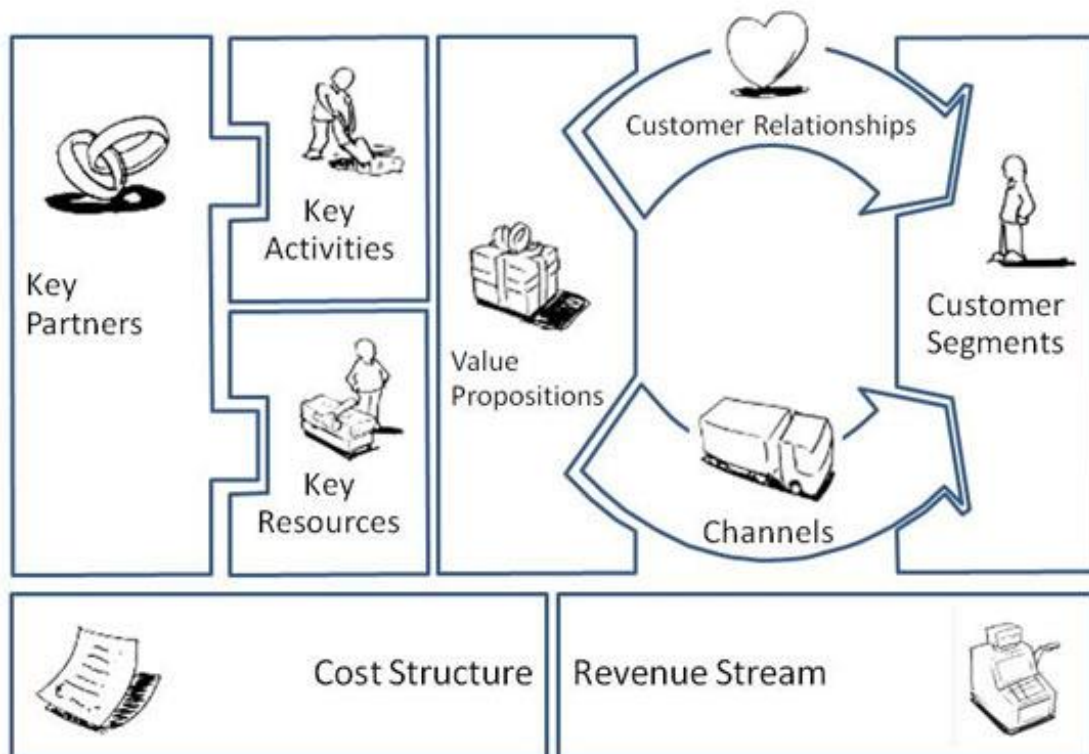 Key
Partners
Key
Activities
Key
Resources
Value
Propositions
Customer Relationships
Channels
Customer
Segments
Cost Structure
Revenue Stream